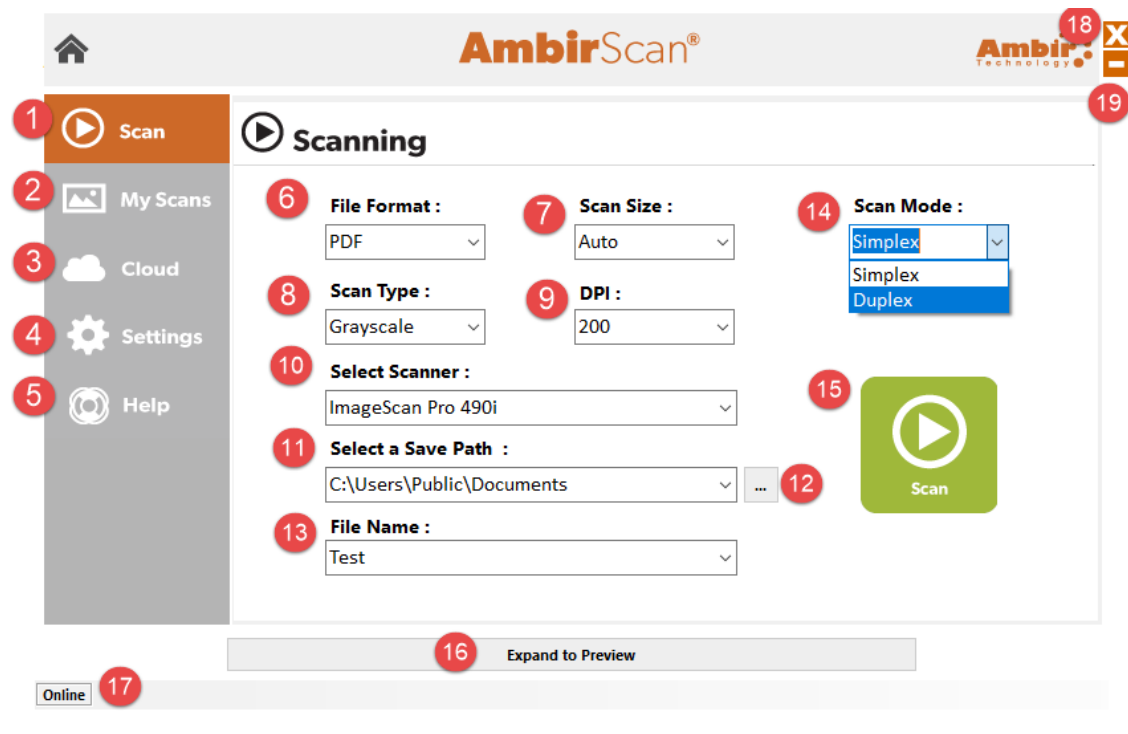 18
AmbirScan®
Ambir
Technology
X
19
1 Scan
Scanning
2 My Scans
6 File Format :
7 Scan Size :
14 Scan Mode :
PDF
Auto
Simplex
3 Cloud
Simplex
8 Scan Type :
9 DPI :
Duplex
Grayscale
200
4 Settings
10 Select Scanner :
5 Help
ImageScan Pro 490i
15
11 Select a Save Path :
C:\Users\Public\Documents
... 12
Scan
13 File Name :
Test
16 Expand to Preview
Online 17